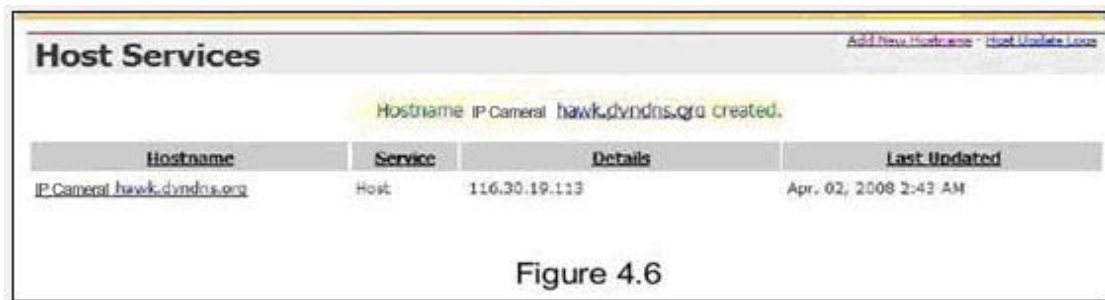 Host Services
Add New Hostname - Host Update Logs
Hostname IP Cameral hawk.dyndns.org created.
Hostname Service Details Last Updated
IP Cameral hawk.dyndns.org Host 116.30.19.113 Apr. 02, 2008 2:43 AM
Figure 4.6